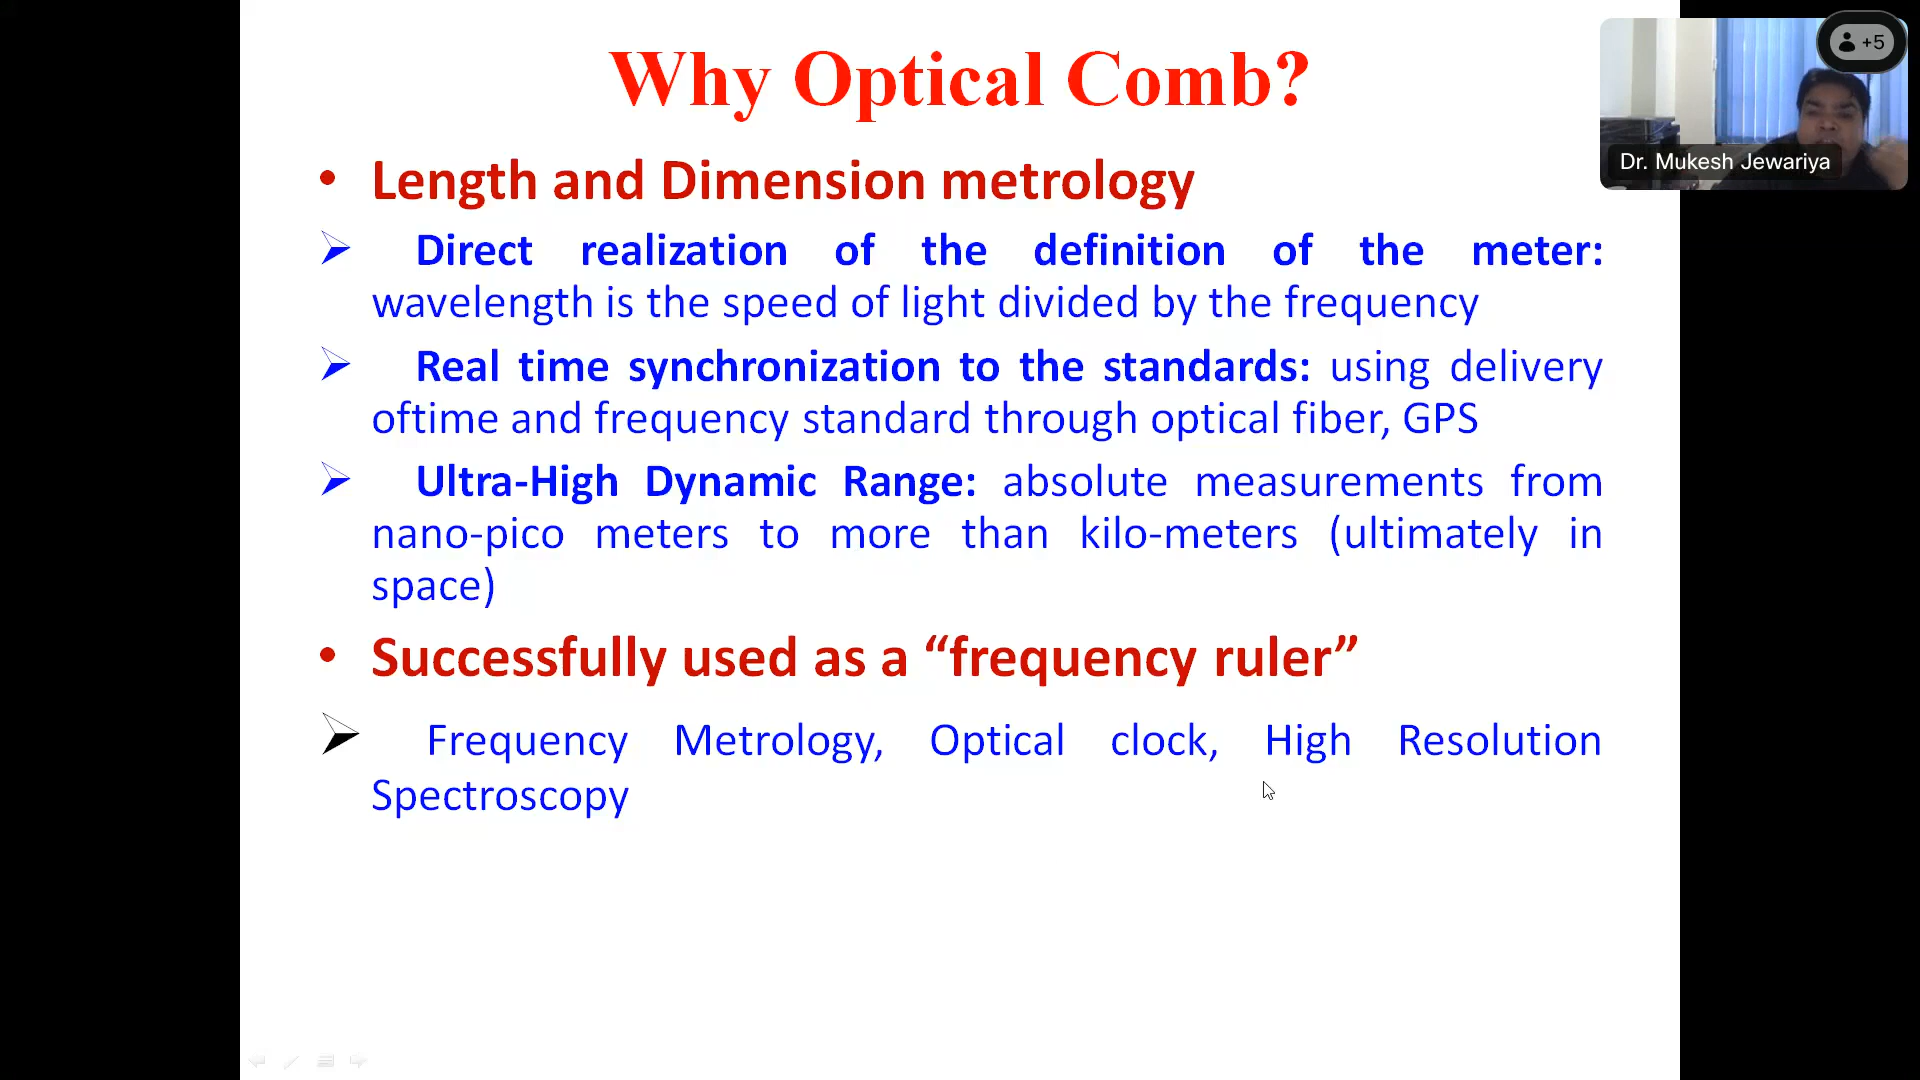 Why Optical Comb?
+5
Dr. Mukesh Jewariya
• Length and Dimension metrology
➢ Direct realization of the definition of the meter:
wavelength is the speed of light divided by the frequency
➢ Real time synchronization to the standards: using delivery
oftime and frequency standard through optical fiber, GPS
➢ Ultra-High Dynamic Range: absolute measurements from
nano-pico meters to more than kilo-meters (ultimately in
space)
• Successfully used as a “frequency ruler”
➢ Frequency Metrology, Optical clock, High Resolution
Spectroscopy